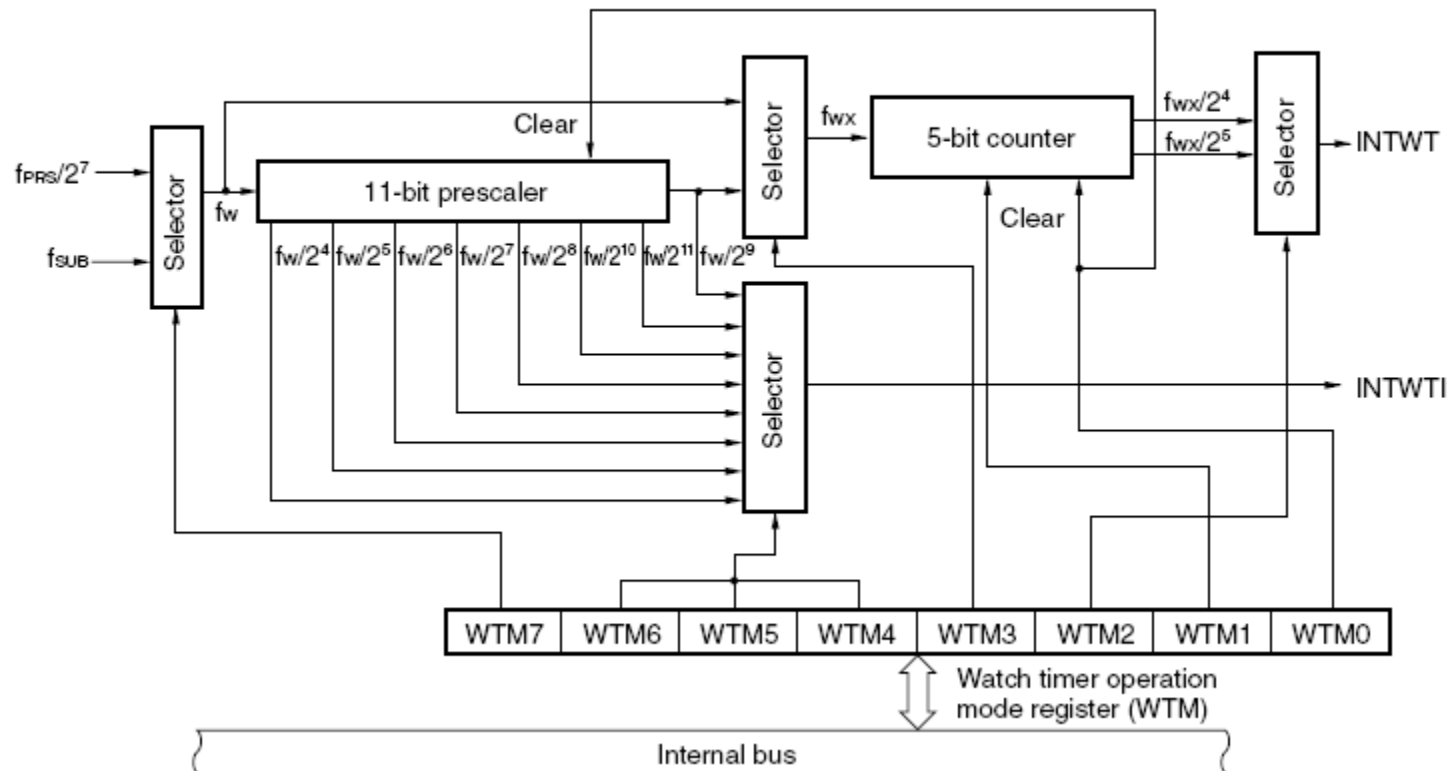 Clear
fPRS/2⁷
fSUB
Selector
fW
11-bit prescaler
fW/2⁴
fW/2⁵
fW/2⁶
fW/2⁷
fW/2⁸
fW/2¹⁰
fW/2¹¹
fW/2⁹
Selector
fWX
5-bit counter
Clear
fWX/2⁴
fWX/2⁵
Selector
INTWT
Selector
INTWTI
WTM7 WTM6 WTM5 WTM4 WTM3 WTM2 WTM1 WTM0
Watch timer operation
mode register (WTM)
Internal bus